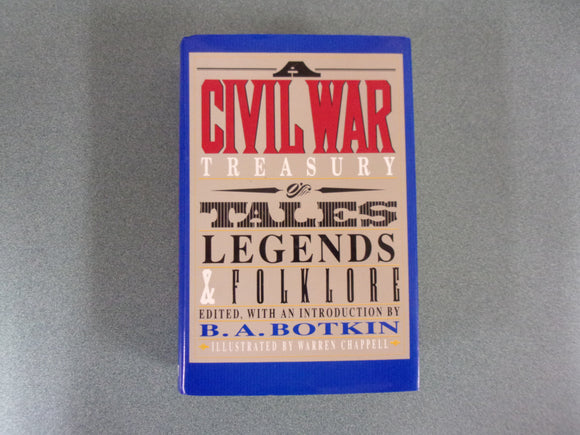 A
CIVIL WAR
TREASURY
of
TALES
LEGENDS
& FOLKLORE
EDITED, WITH AN INTRODUCTION BY
B. A. BOTKIN
ILLUSTRATED BY WARREN CHAPPELL